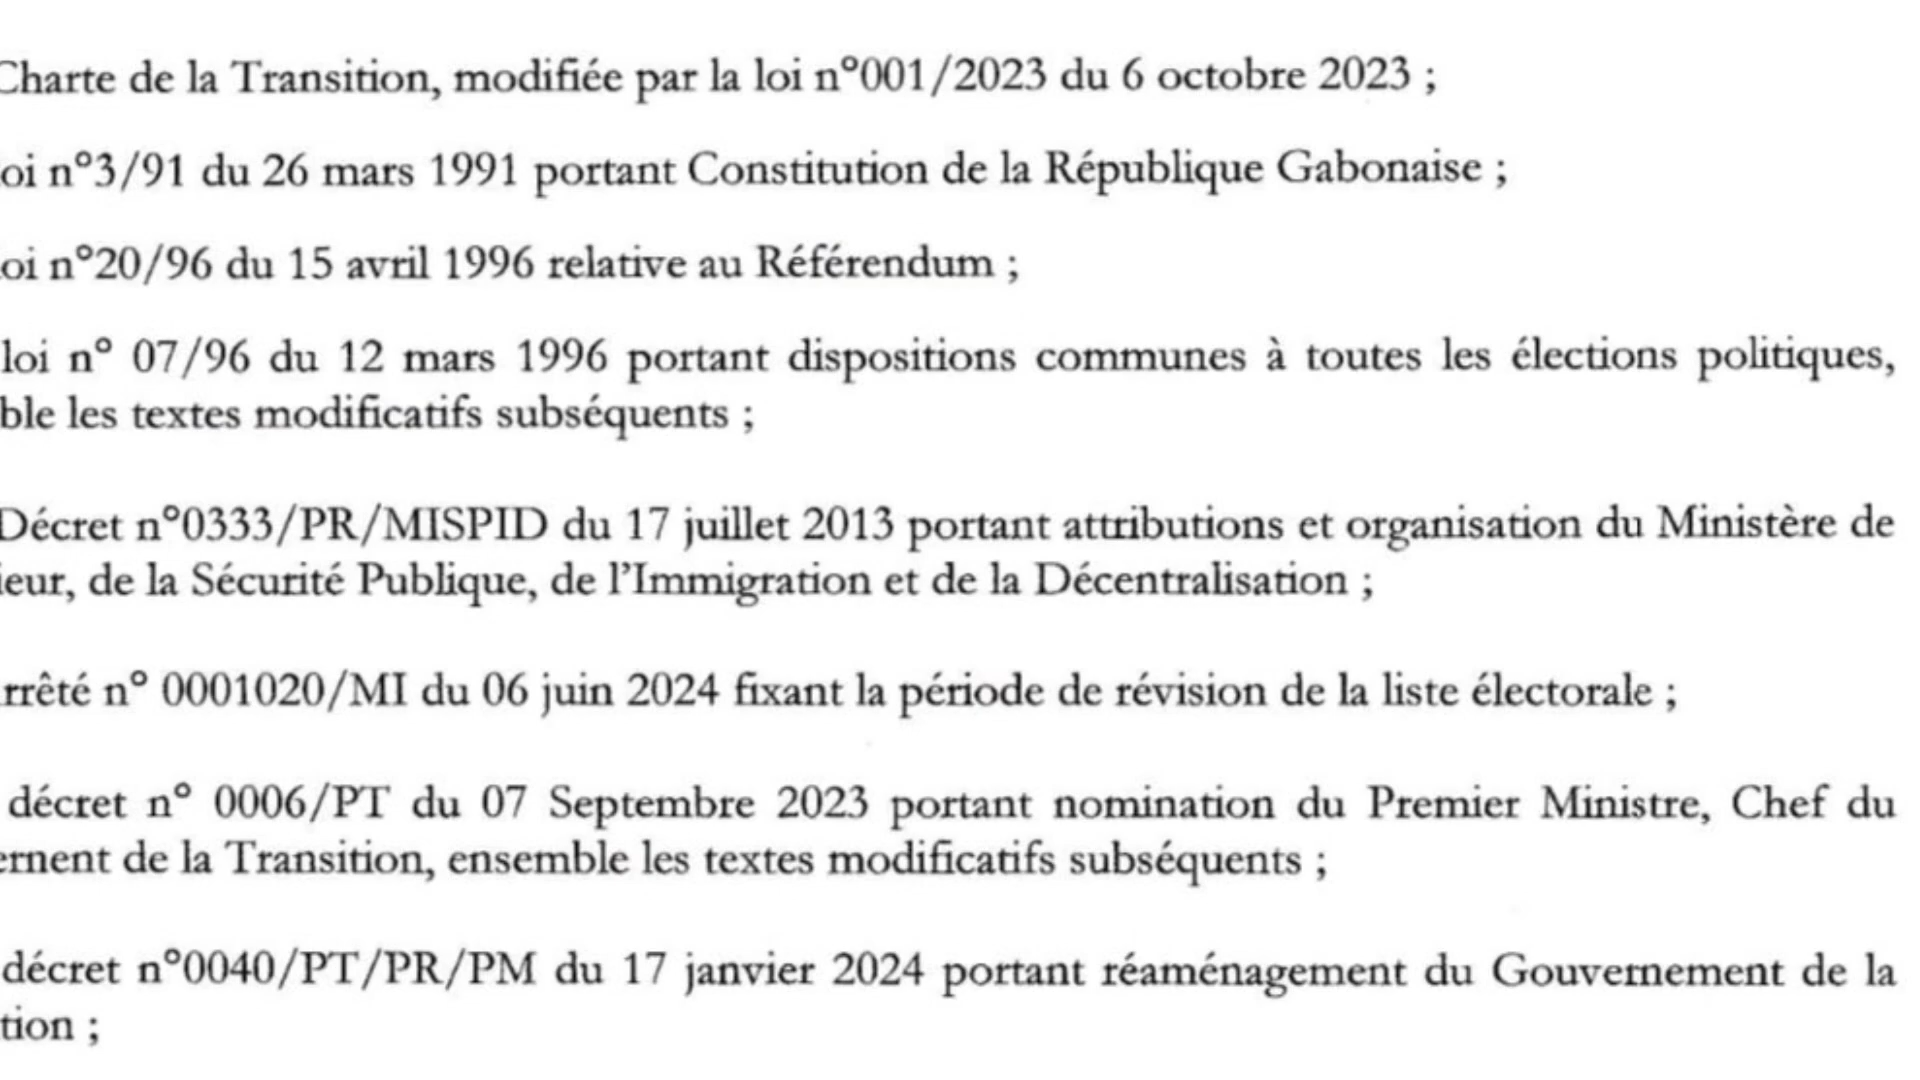 Charte de la Transition, modifiée par la loi n°001/2023 du 6 octobre 2023 ;
oi n°3/91 du 26 mars 1991 portant Constitution de la République Gabonaise ;
oi n°20/96 du 15 avril 1996 relative au Référendum ;
loi n° 07/96 du 12 mars 1996 portant dispositions communes à toutes les élections politiques,
ble les textes modificatifs subséquents ;
Décret n°0333/PR/MISPID du 17 juillet 2013 portant attributions et organisation du Ministère de
ieur, de la Sécurité Publique, de l'Immigration et de la Décentralisation ;
rrêté n° 0001020/MI du 06 juin 2024 fixant la période de révision de la liste électorale ;
décret n° 0006/PT du 07 Septembre 2023 portant nomination du Premier Ministre, Chef du
ernent de la Transition, ensemble les textes modificatifs subséquents ;
décret n°0040/PT/PR/PM du 17 janvier 2024 portant réaménagement du Gouvernement de la
tion ;